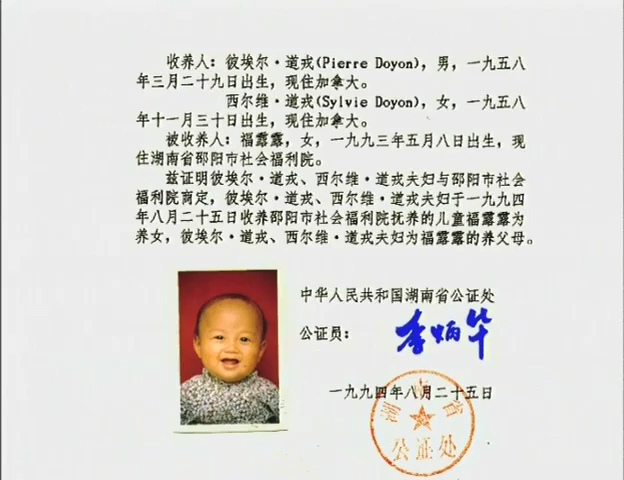 收养人：彼埃尔·道戎(Pierre Doyon)，男，一九五八
年三月二十九日出生，现住加拿大。
西尔维·道戎(Sylvie Doyon)，女，一九五八
年十一月三十日出生，现住加拿大。
被收养人：福露露，女，一九九三年五月八日出生，现
住湖南省邵阳市社会福利院。
兹证明彼埃尔·道戎、西尔维·道戎夫妇与邵阳市社会
福利院商定，彼埃尔·道戎、西尔维·道戎夫妇于一九九四
年八月二十五日收养邵阳市社会福利院抚养的儿童福露露为
养女，彼埃尔·道戎、西尔维·道戎夫妇为福露露的养父母。
中华人民共和国湖南省公证处
公证员：
李炳华
一九九四年八月二十五日
湖南省
公证处